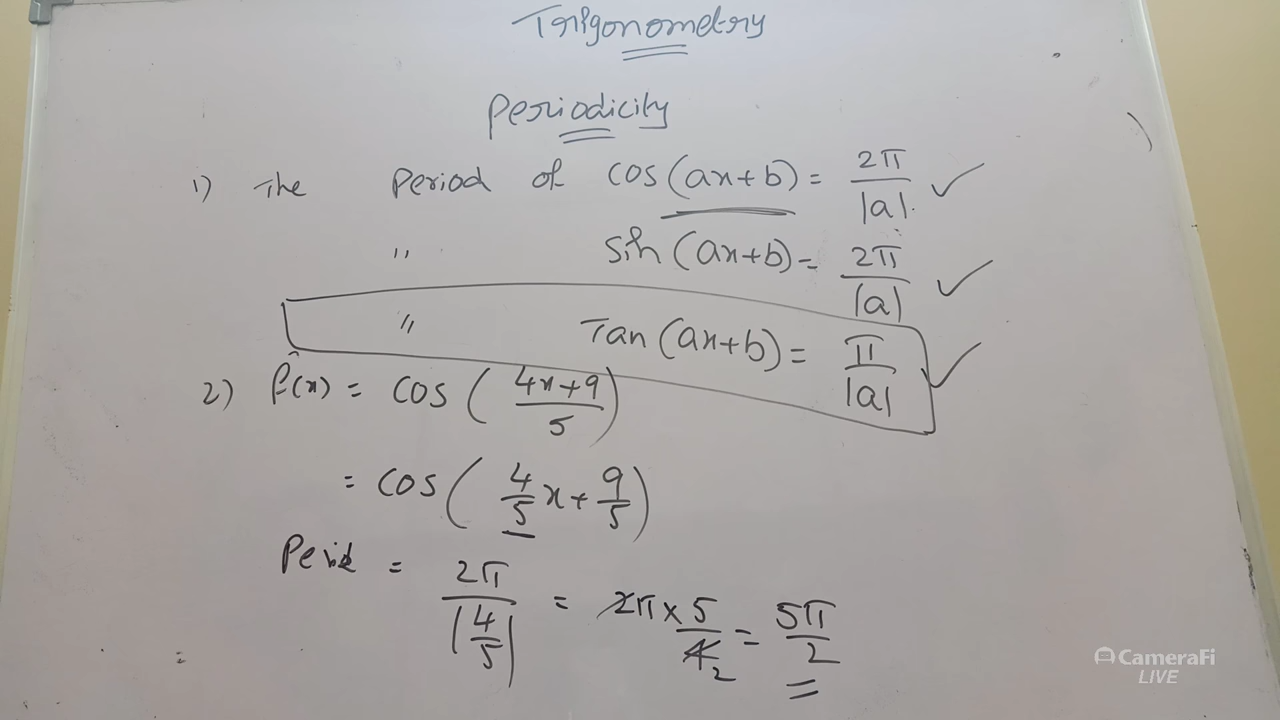 Trigonometry
Periodicity
1) The Period of cos(ax+b) = 2π/|a|. ✓
" sin(ax+b) = 2π/|a| ✓
" Tan(ax+b) = π/|a| ✓
2) f(x) = cos((4x+9)/5)
= cos(4/5 x + 9/5)
= 2π/|4/5| = 2π × 5/4 2 = 5π/2
CameraFi
LIVE